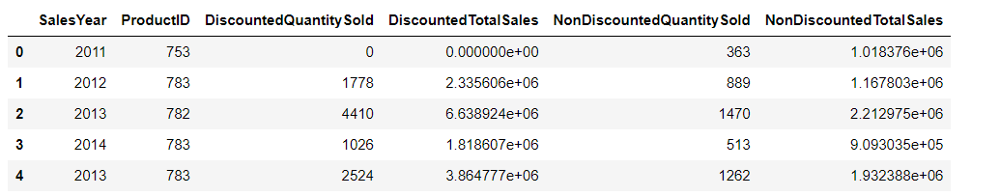 SalesYear ProductID DiscountedQuantitySold DiscountedTotalSales NonDiscountedQuantitySold NonDiscountedTotalSales
0 2011 753 0 0.000000e+00 363 1.018376e+06
1 2012 783 1778 2.335606e+06 889 1.167803e+06
2 2013 782 4410 6.638924e+06 1470 2.212975e+06
3 2014 783 1026 1.818607e+06 513 9.093035e+05
4 2013 783 2524 3.864777e+06 1262 1.932388e+06